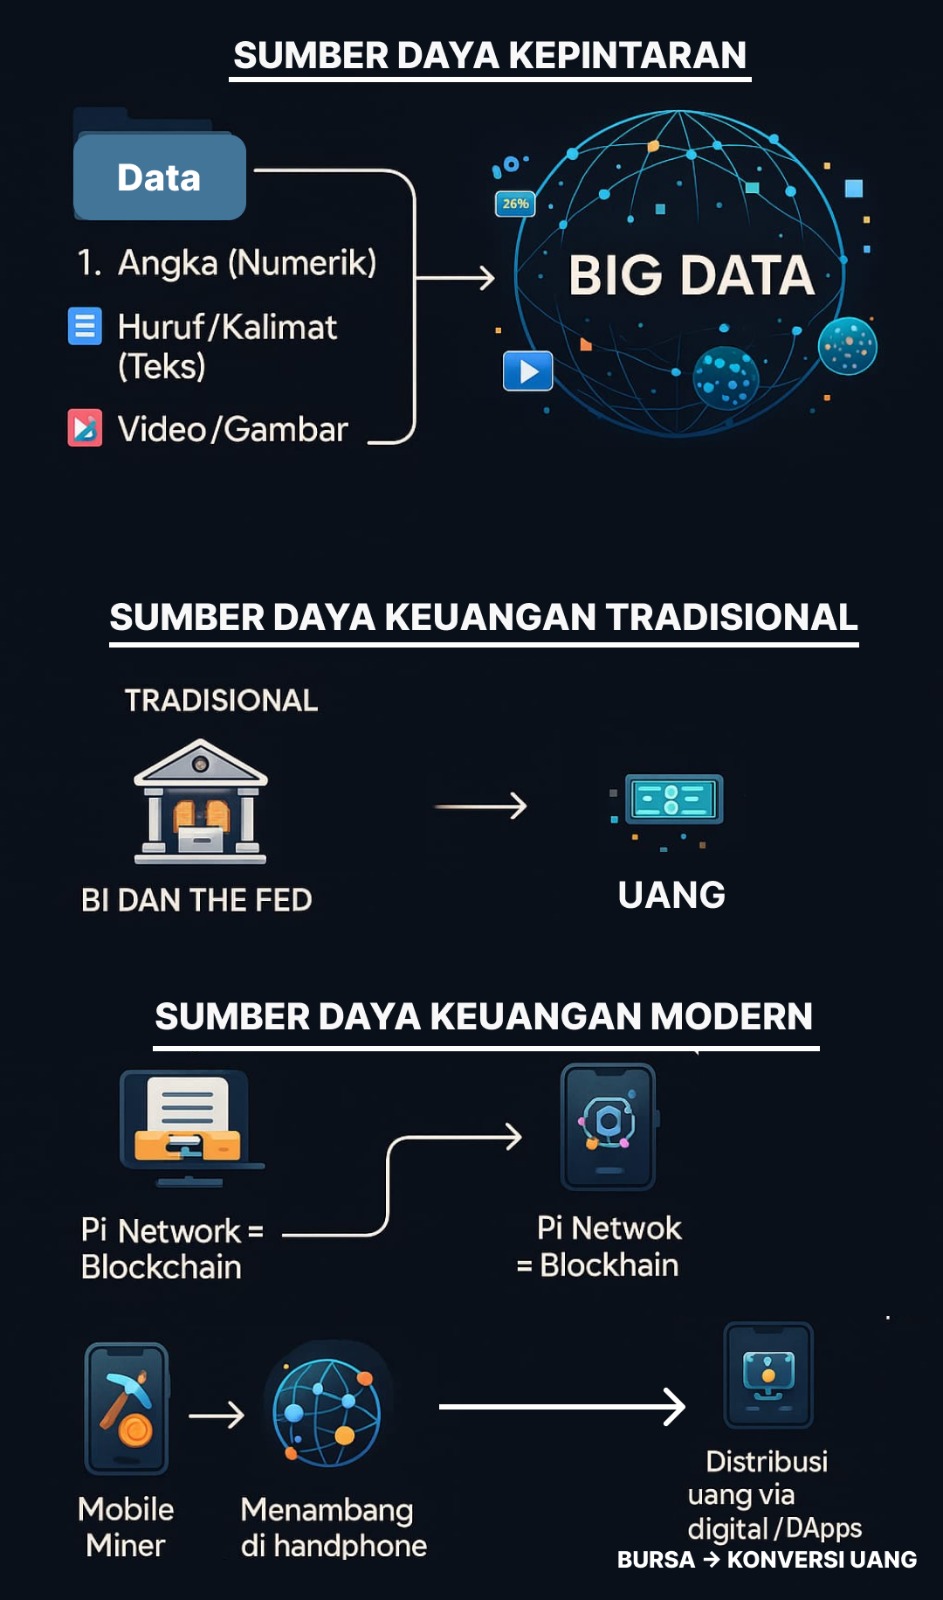 SUMBER DAYA KEPINTARAN
Data
1. Angka (Numerik)
Huruf/Kalimat
(Teks)
Video/Gambar
26%
BIG DATA
SUMBER DAYA KEUANGAN TRADISIONAL
TRADISIONAL
BI DAN THE FED
UANG
SUMBER DAYA KEUANGAN MODERN
Pi Network =
Blockchain
Pi Netwok
= Blockhain
Mobile
Miner
Menambang
di handphone
Distribusi
uang via
digital/DApps
BURSA → KONVERSI UANG